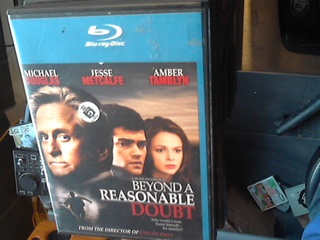 Blu-ray Disc
MICHAEL JESSE AMBER
DOUGLAS METCALFE TAMBLYN
BEYOND A
REASONABLE
DOUBT
FROM THE DIRECTOR OF